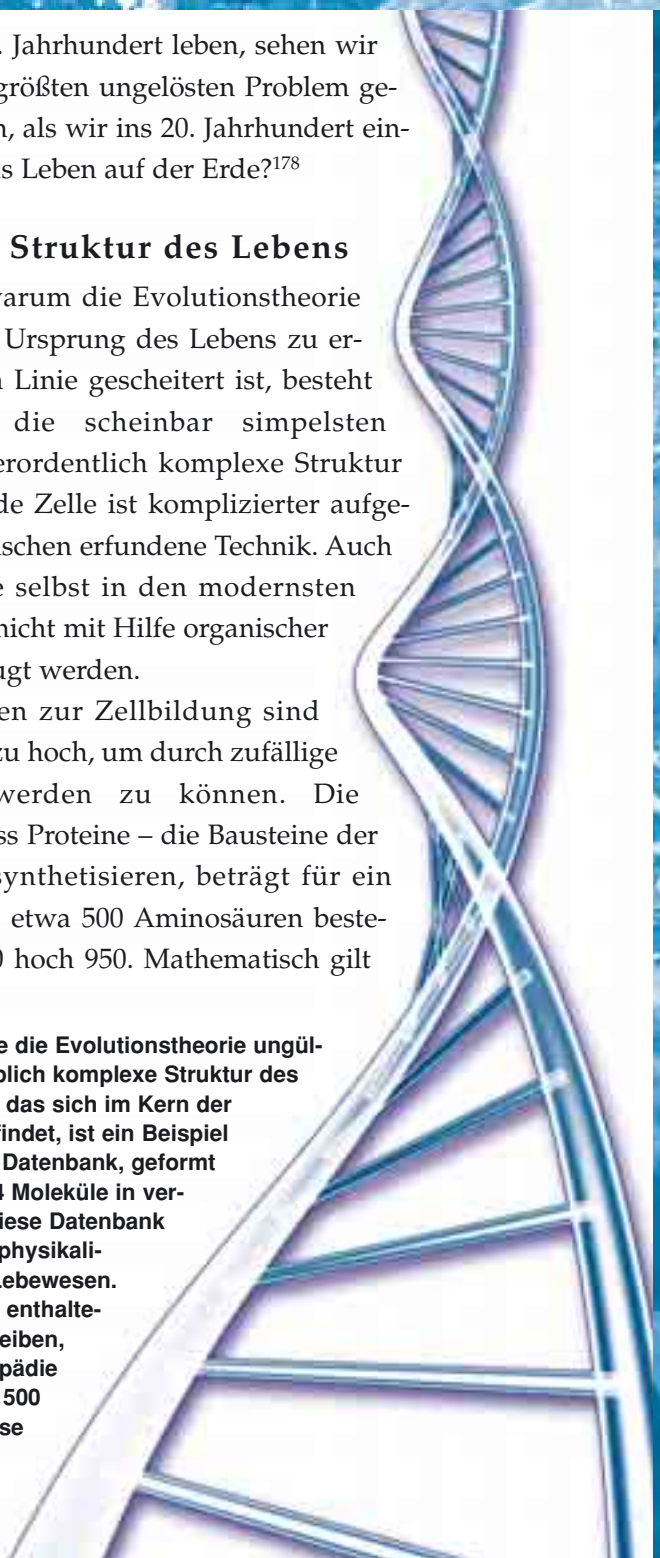 . Jahrhundert leben, sehen wir
größten ungelösten Problem ge-
n, als wir ins 20. Jahrhundert ein-
s Leben auf der Erde?178
Struktur des Lebens
arum die Evolutionstheorie
Ursprung des Lebens zu er-
n Linie gescheitert ist, besteht
die scheinbar simpelsten
erordentlich komplexe Struktur
de Zelle ist komplizierter aufge-
schen erfundene Technik. Auch
e selbst in den modernsten
nicht mit Hilfe organischer
ugt werden.
en zur Zellbildung sind
zu hoch, um durch zufällige
werden zu können. Die
ss Proteine – die Bausteine der
synthetisieren, beträgt für ein
etwa 500 Aminosäuren beste-
0 hoch 950. Mathematisch gilt
e die Evolutionstheorie ungül-
blich komplexe Struktur des
das sich im Kern der
findet, ist ein Beispiel
Datenbank, geformt
4 Moleküle in ver-
iese Datenbank
physikali-
Lebewesen.
enthalte-
eiben,
pädie
500
se